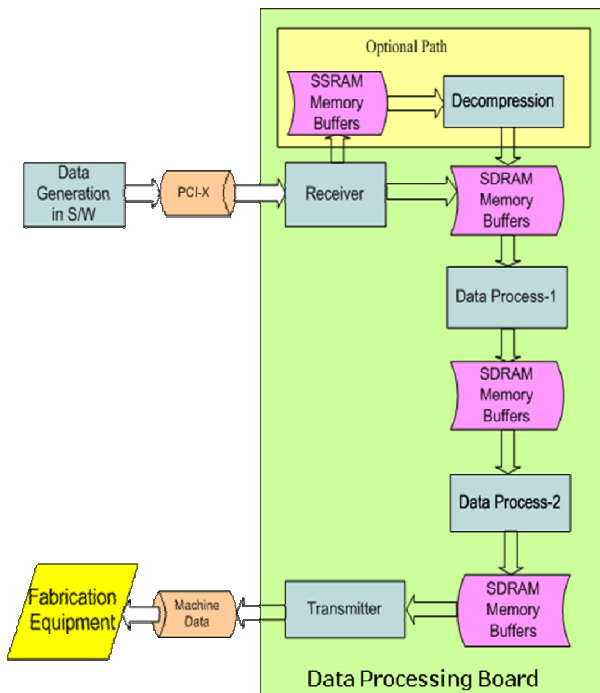 Optional Path
SSRAM
Memory
Buffers
Decompression
Data
Generation
in S/W
PCI-X
Receiver
SDRAM
Memory
Buffers
Data Process-1
SDRAM
Memory
Buffers
Data Process-2
Fabrication
Equipment
Machine
Data
Transmitter
SDRAM
Memory
Buffers
Data Processing Board